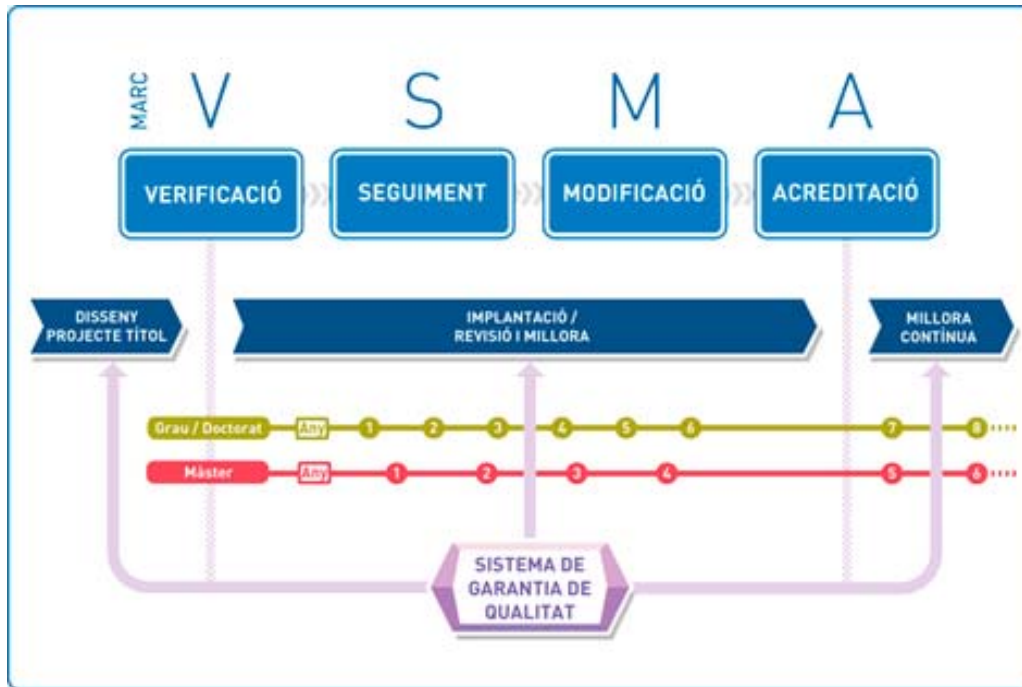 MARC
V S M A
VERIFICACIÓ SEGUIMENT MODIFICACIÓ ACREDITACIÓ
DISSENY
PROJECTE TÍTOL
IMPLANTACIÓ /
REVISIÓ I MILLORA
MILLORA
CONTÍNUA
Grau / Doctorat Any 1 2 3 4 5 6 7 8
Màster Any 1 2 3 4 5 6
SISTEMA DE
GARANTIA DE
QUALITAT